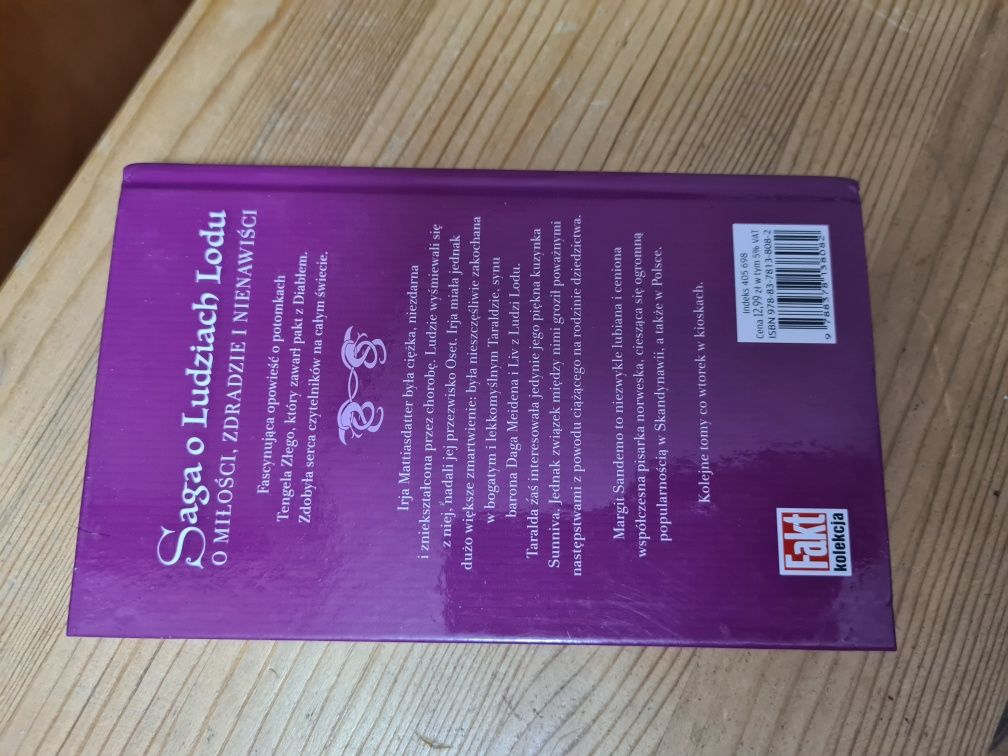 Saga o Ludziach Lodu
O MIŁOŚCI, ZDRADZIE I NIENAWIŚCI
Fascynująca opowieść o potomkach
Tengela Złego, który zawarł pakt z Diabłem.
Zdobyła serca czytelników na całym świecie.
Irja Mattiasdatter była ciężka, niezdarna
i zniekształcona przez chorobę. Ludzie wyśmiewali się
z niej, nadali jej przezwisko Oset. Irja miała jednak
dużo większe zmartwienie: była nieszczęśliwie zakochana
w bogatym i lekkomyślnym Taraldzie, synu
barona Daga Meidena i Liv z Ludzi Lodu.
Taralda zaś interesowała jedynie jego piękna kuzynka
Sunniva. Jednak związek między nimi groził poważnymi
następstwami z powodu ciążącego na rodzinie dziedzictwa.
Margit Sandemo to niezwykle lubiana i ceniona
współczesna pisarka norweska, ciesząca się ogromną
popularnością w Skandynawii, a także w Polsce.
Kolejne tomy co wtorek w kioskach.
Fakt
kolekcja
Indeks 405 698
Cena 12,99 zł w tym 5% VAT
ISBN 978-83-7813-808-2
9 788378 138082